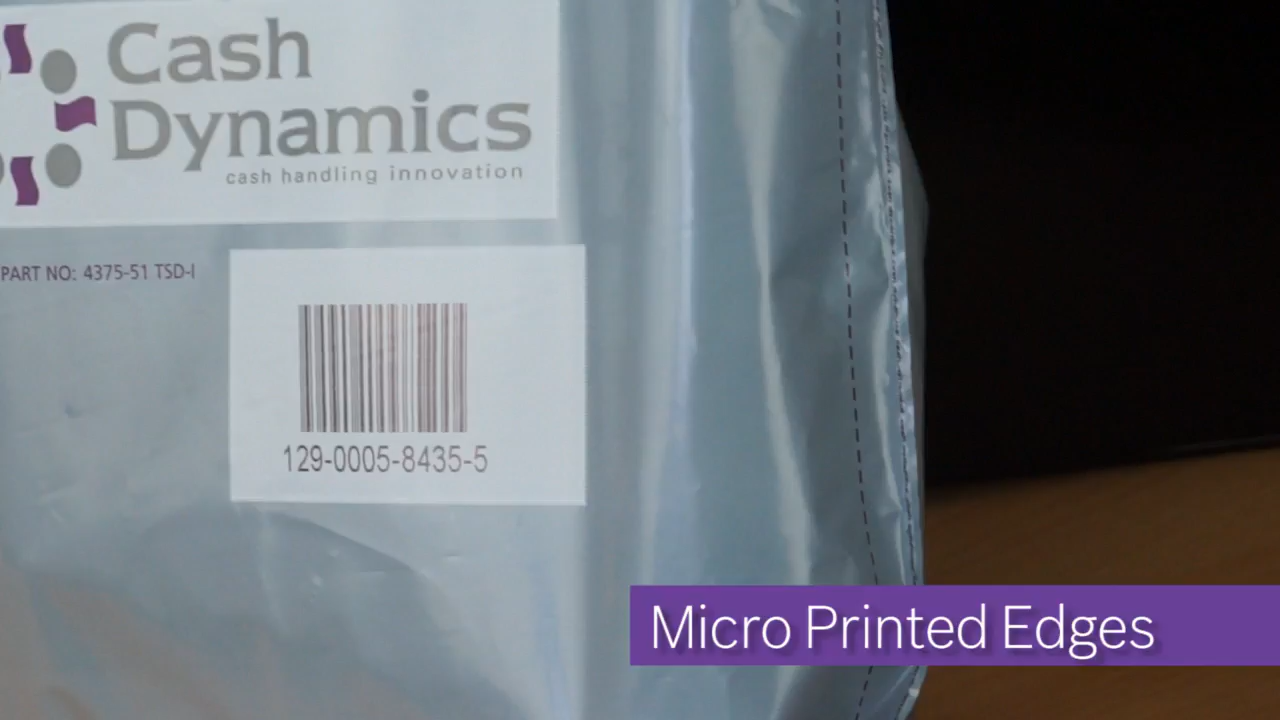 Cash
Dynamics
cash handling innovation
PART NO: 4375-51 TSD-I
129-0005-8435-5
Micro Printed Edges